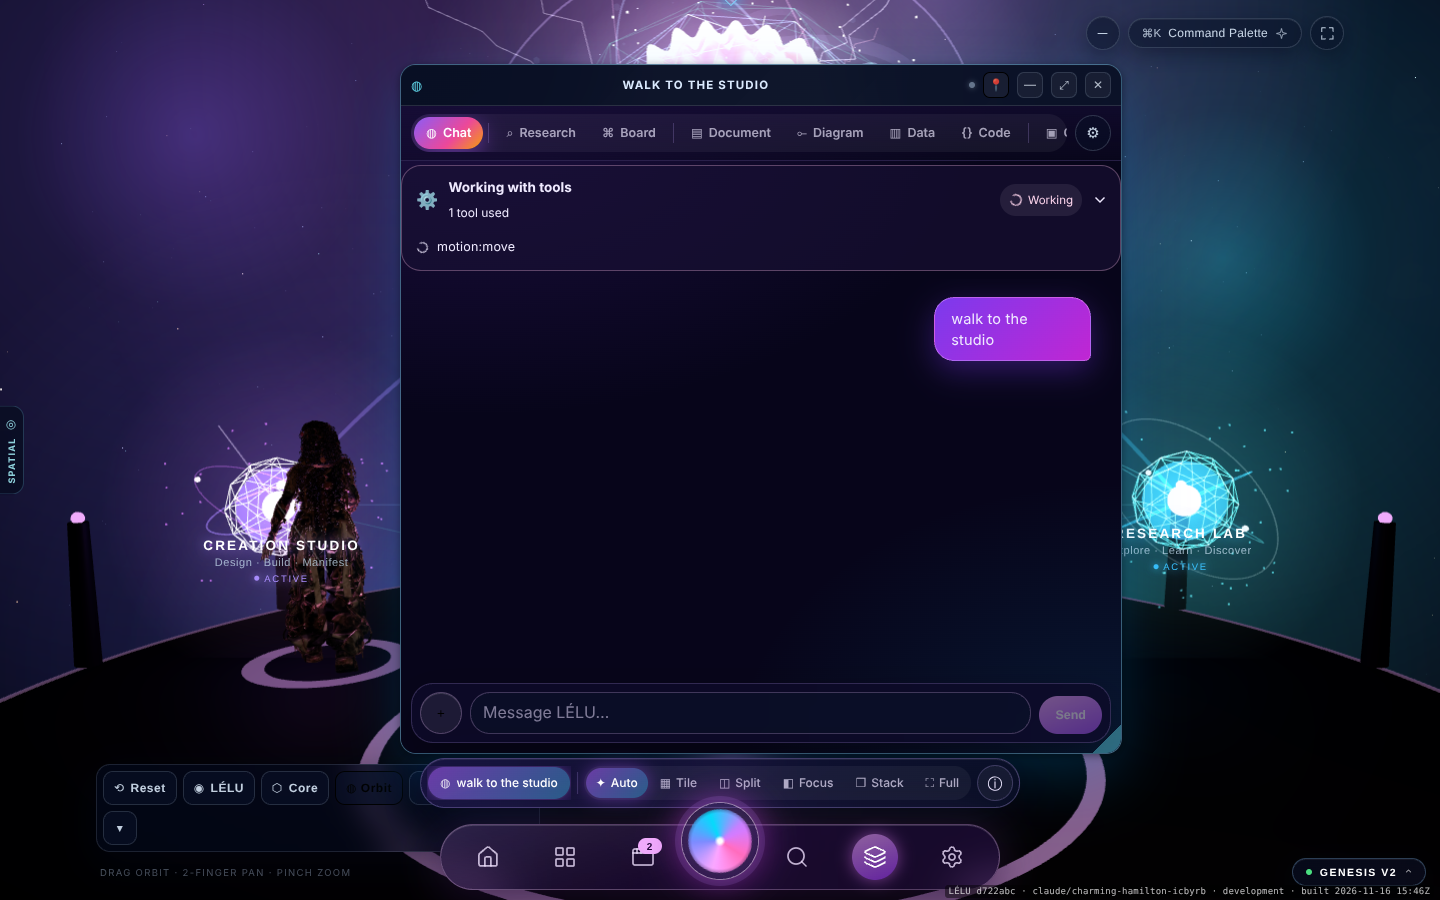 ⌘K Command Palette
WALK TO THE STUDIO
Chat
Research
Board
Document
Diagram
Data
Code
Working with tools
1 tool used
Working
motion:move
walk to the
studio
SPATIAL
CREATION STUDIO
Design · Build · Manifest
ACTIVE
ESEARCH LAB
plore · Learn · Discover
ACTIVE
Message LÉLU...
Send
Reset
LÉLU
Core
Orbit
walk to the studio
Auto
Tile
Split
Focus
Stack
Full
2
DRAG ORBIT · 2-FINGER PAN · PINCH ZOOM
GENESIS V2
LÉLU d722abc · claude/charming-hamilton-icbyrb · development · built 2026-11-16 15:46Z